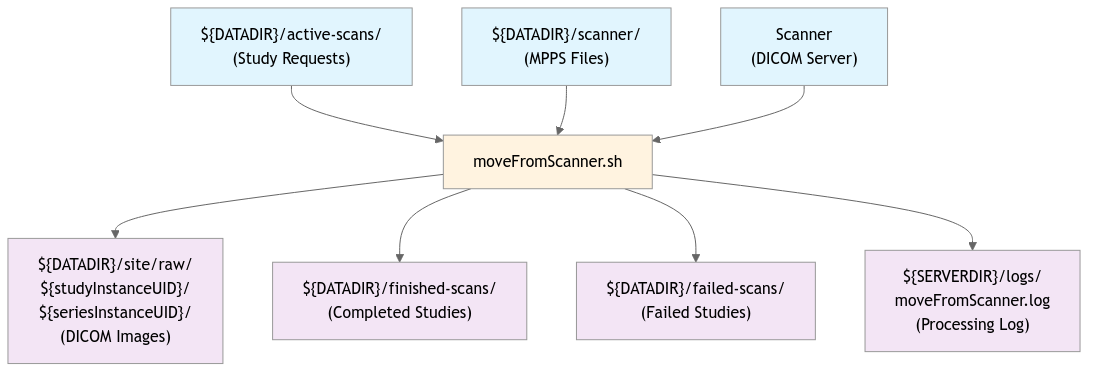 ${DATADIR}/active-scans/
(Study Requests)
${DATADIR}/scanner/
(MPPS Files)
Scanner
(DICOM Server)
moveFromScanner.sh
${DATADIR}/site/raw/
${studyInstanceUID}/
${seriesInstanceUID}/
(DICOM Images)
${DATADIR}/finished-scans/
(Completed Studies)
${DATADIR}/failed-scans/
(Failed Studies)
${SERVERDIR}/logs/
moveFromScanner.log
(Processing Log)